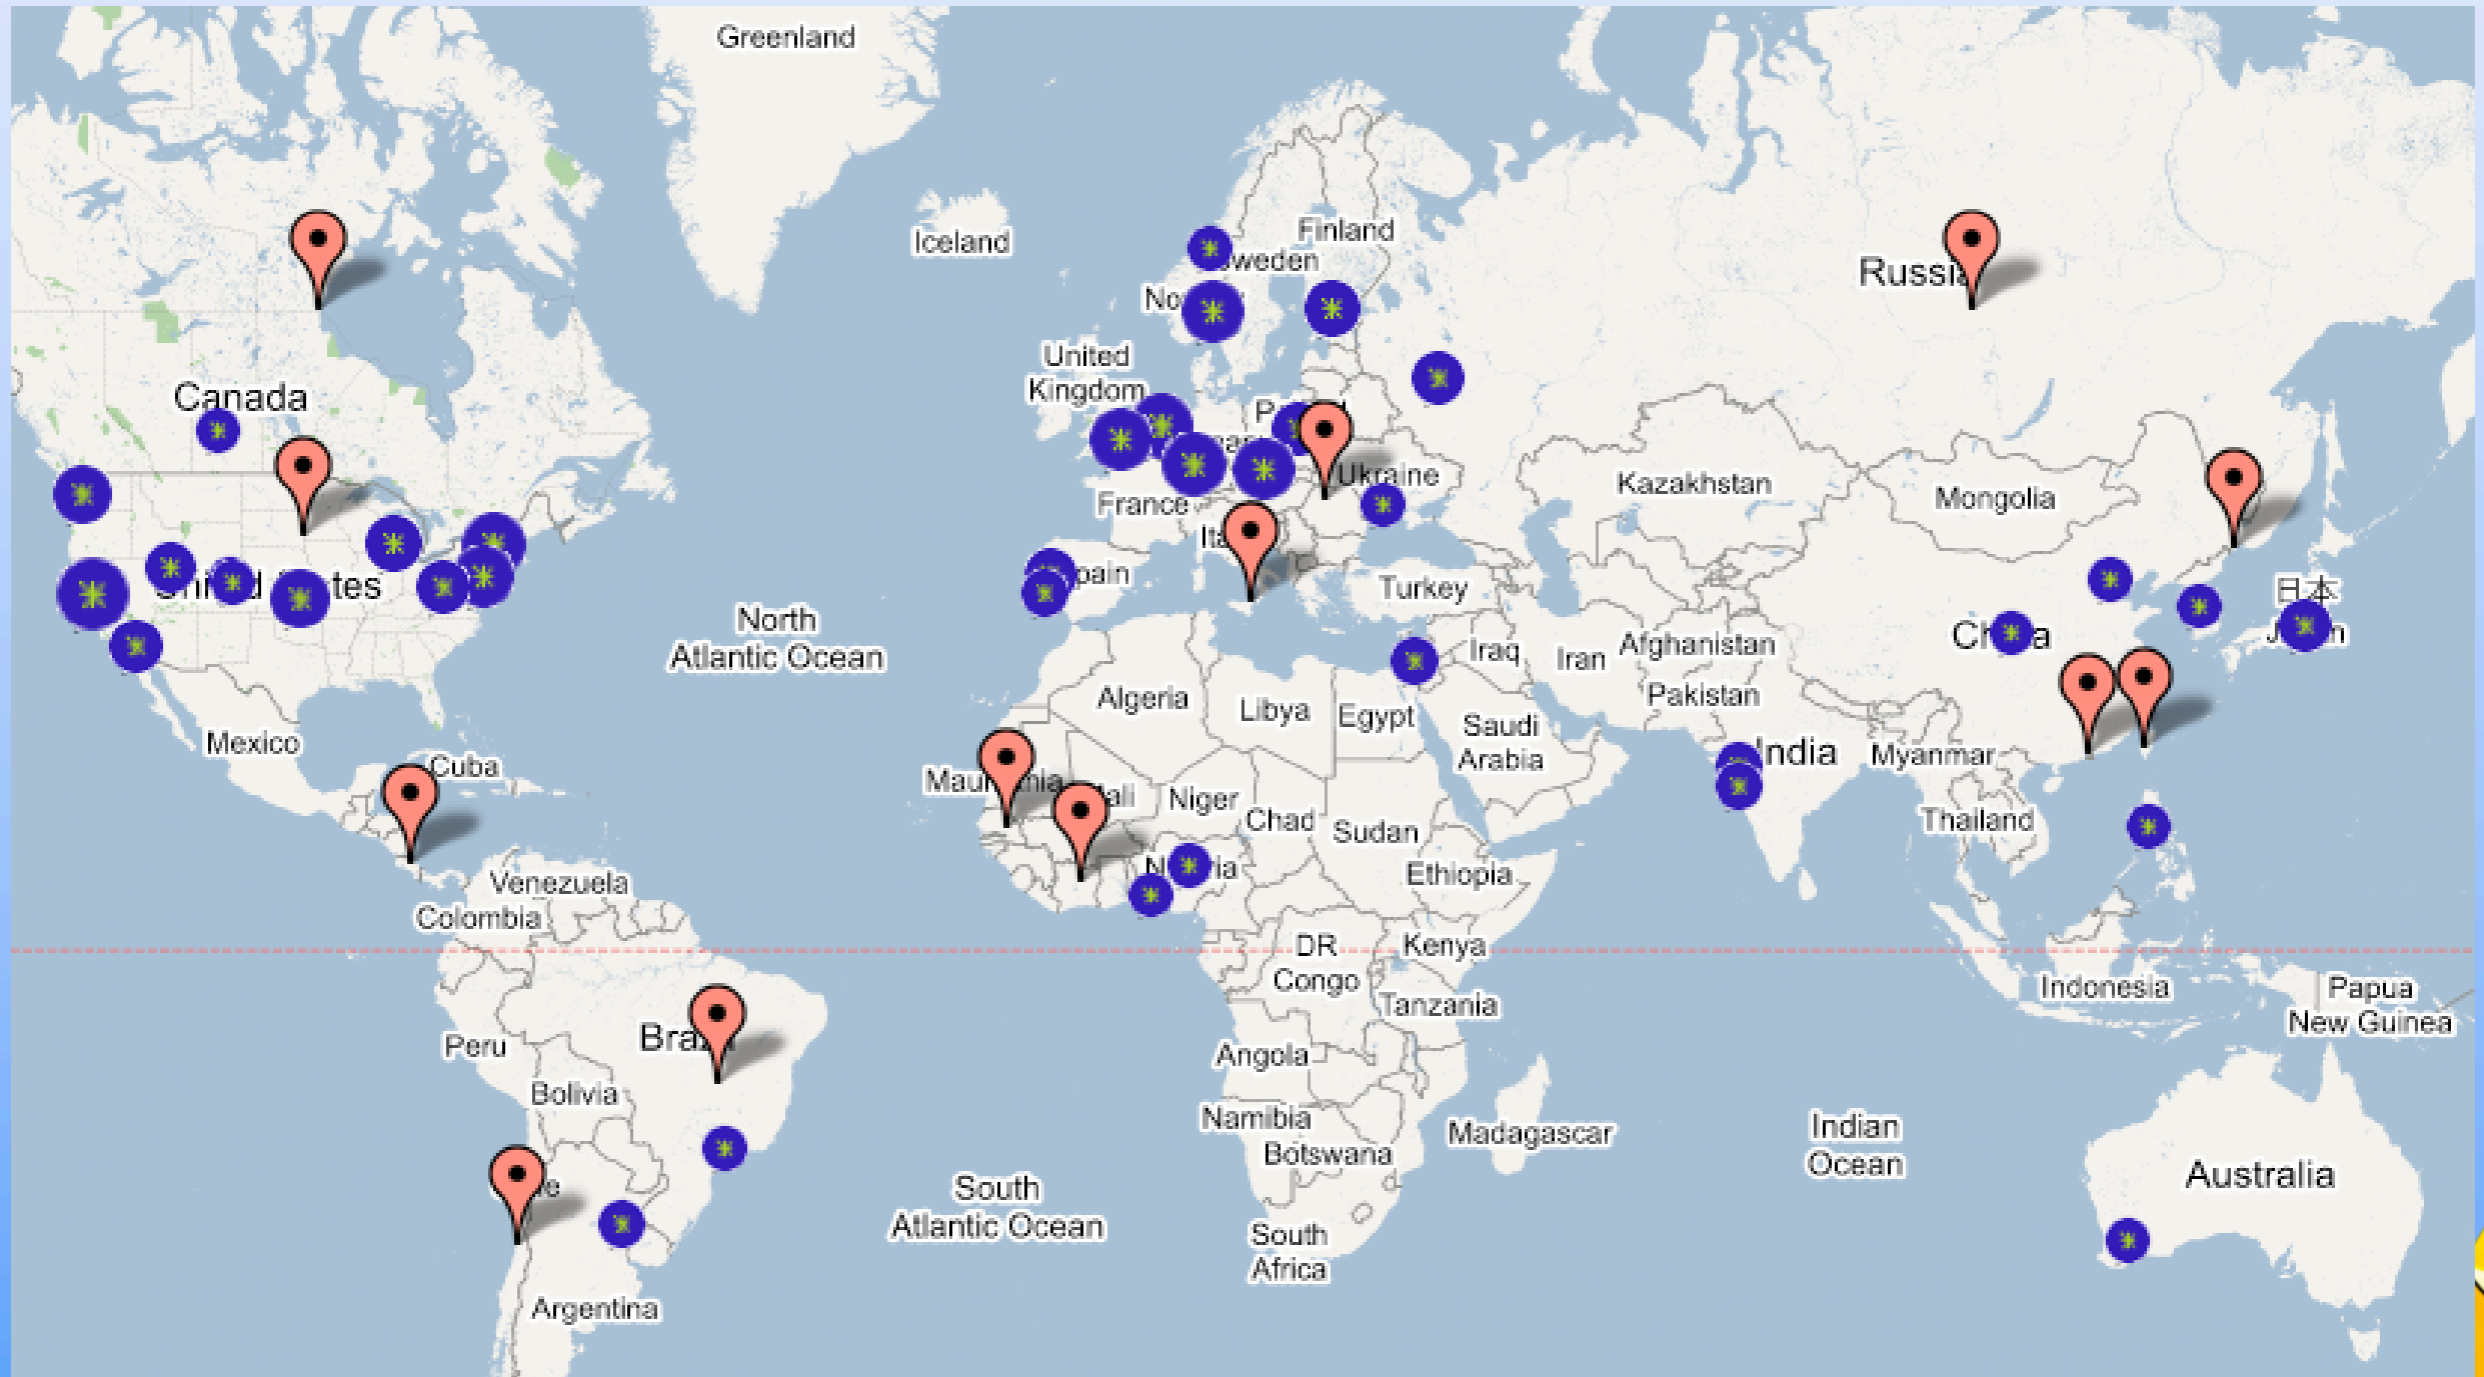 Greenland
Iceland
Finland
Russia
United
Kingdom
Canada
Ukraine
Kazakhstan
Mongolia
France
Turkey
日本
North
Atlantic Ocean
Iraq
Iran
Afghanistan
Pakistan
Algeria
Libya
Egypt
Saudi
Arabia
Mexico
Cuba
India
Myanmar
Niger
Chad
Sudan
Thailand
Ethiopia
Venezuela
Colombia
DR
Congo
Kenya
Tanzania
Indonesia
Papua
New Guinea
Peru
Bolivia
Angola
Namibia
Botswana
Madagascar
Indian
Ocean
Australia
South
Atlantic Ocean
South
Africa
Argentina